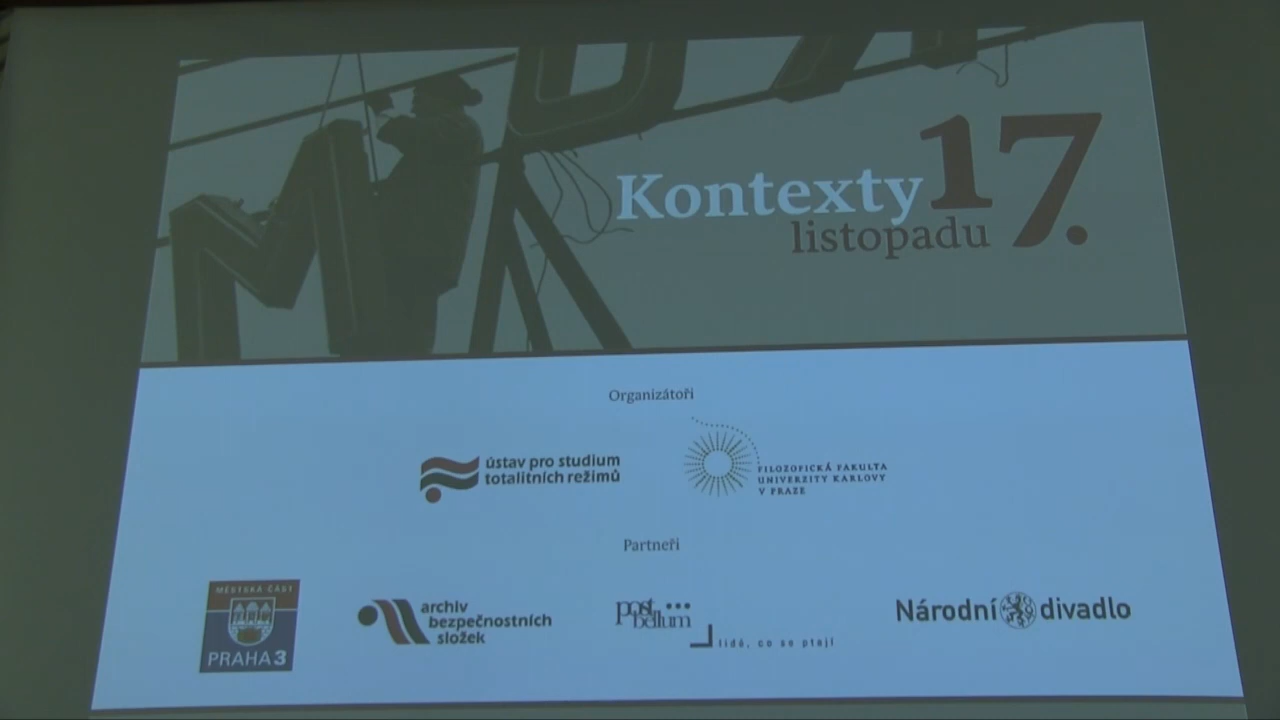 Kontexty 17.
listopadu
Organizátoři
ústav pro studium
totalitních režimů
FILOZOFICKÁ FAKULTA
UNIVERZITY KARLOVY
V PRAZE
Partneři
MĚSTSKÁ ČÁST
PRAHA 3
archiv
bezpečnostních
složek
post
bellum
lidé, co se ptají
Národní divadlo